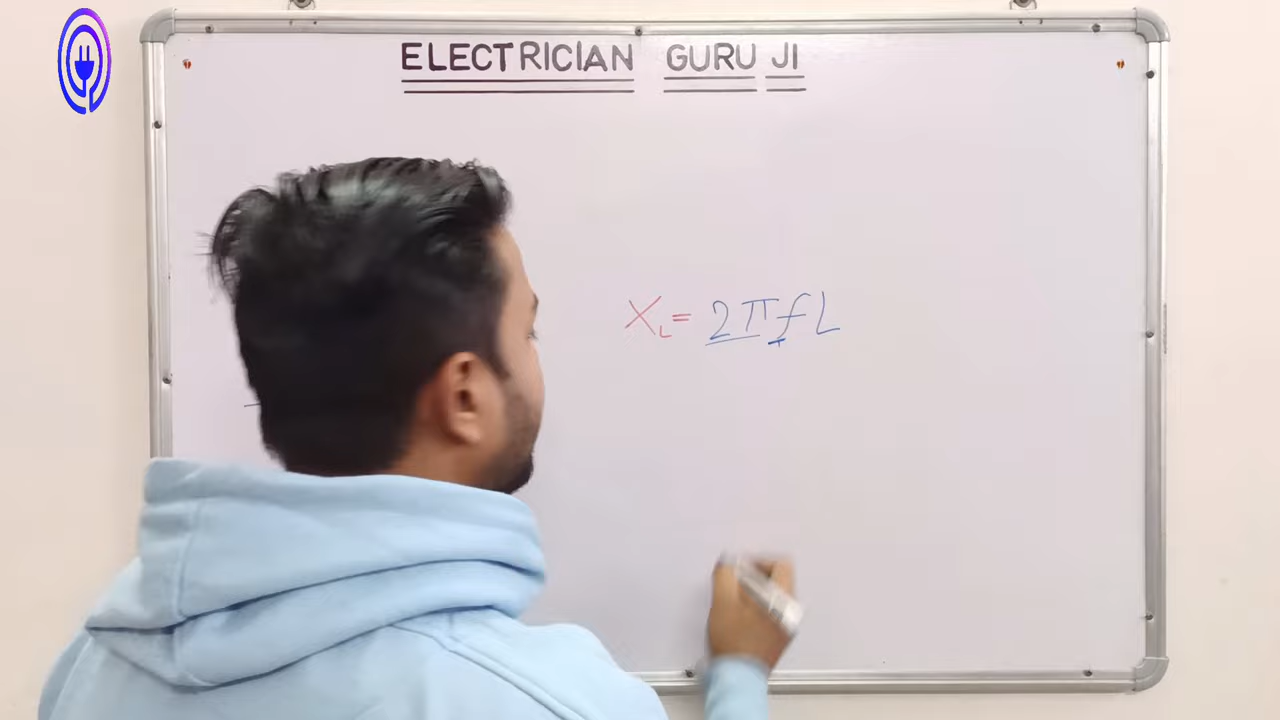 ELECTRICIAN GURU JI
X_L = 2πfL